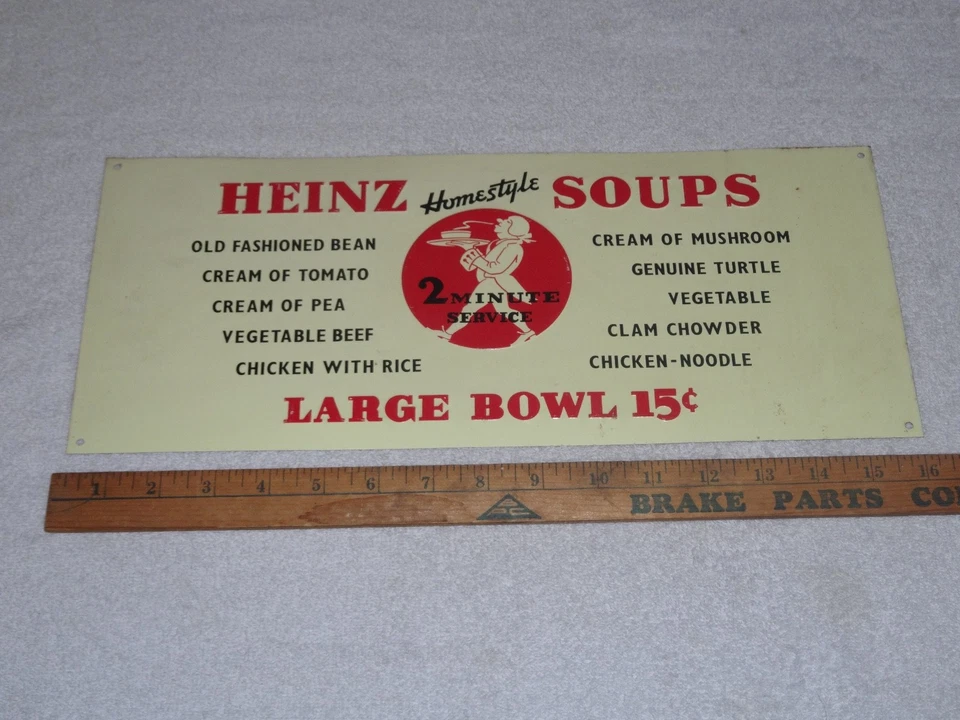 HEINZ Homestyle SOUPS
OLD FASHIONED BEAN
CREAM OF TOMATO
CREAM OF PEA
VEGETABLE BEEF
CHICKEN WITH RICE
2 MINUTE
SERVICE
CREAM OF MUSHROOM
GENUINE TURTLE
VEGETABLE
CLAM CHOWDER
CHICKEN-NOODLE
LARGE BOWL 15¢
1 2 3 4 5 6 7 8 9 10 11 12 13 14 15 16
BRAKE PARTS CO